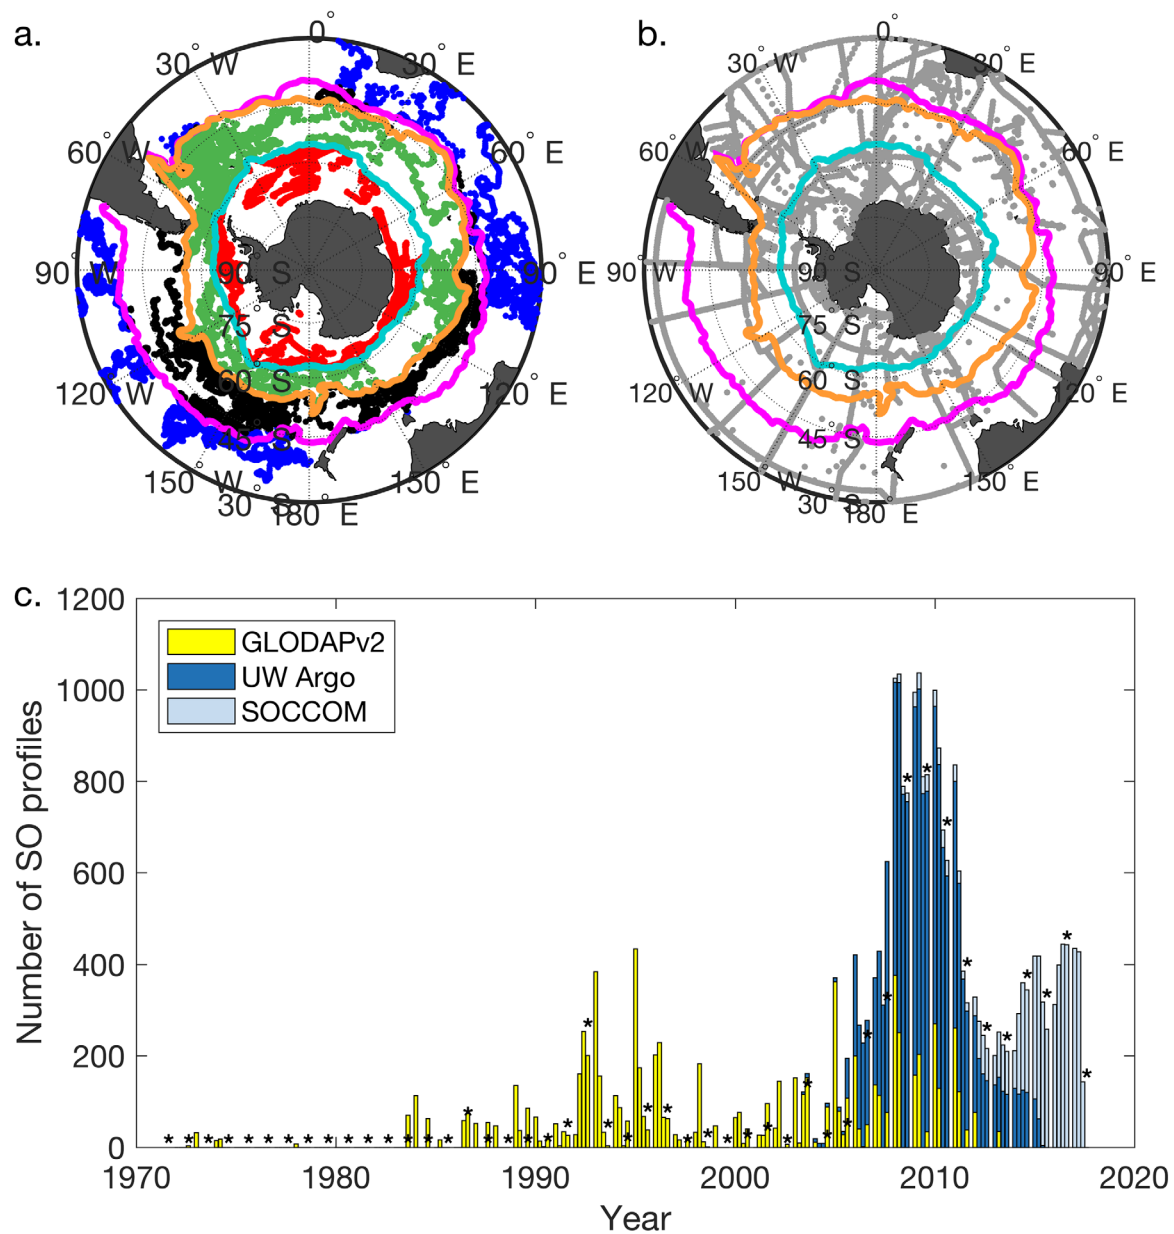 a.
0°
30° W
30° E
60° W
60° E
90° W
90° S
90° E
75° S
120° W
60° S
120° E
45° S
150° W
150° E
30° S
180° E
b.
0°
30° W
30° E
60° W
60° E
90° W
90° S
90° E
75° S
120° W
60° S
120° E
45° S
150° W
150° E
30° S
180° E
c.
1200
1000
800
600
400
200
0
Number of SO profiles
GLODAPv2
UW Argo
SOCCOM
1970
1980
1990
2000
2010
2020
Year